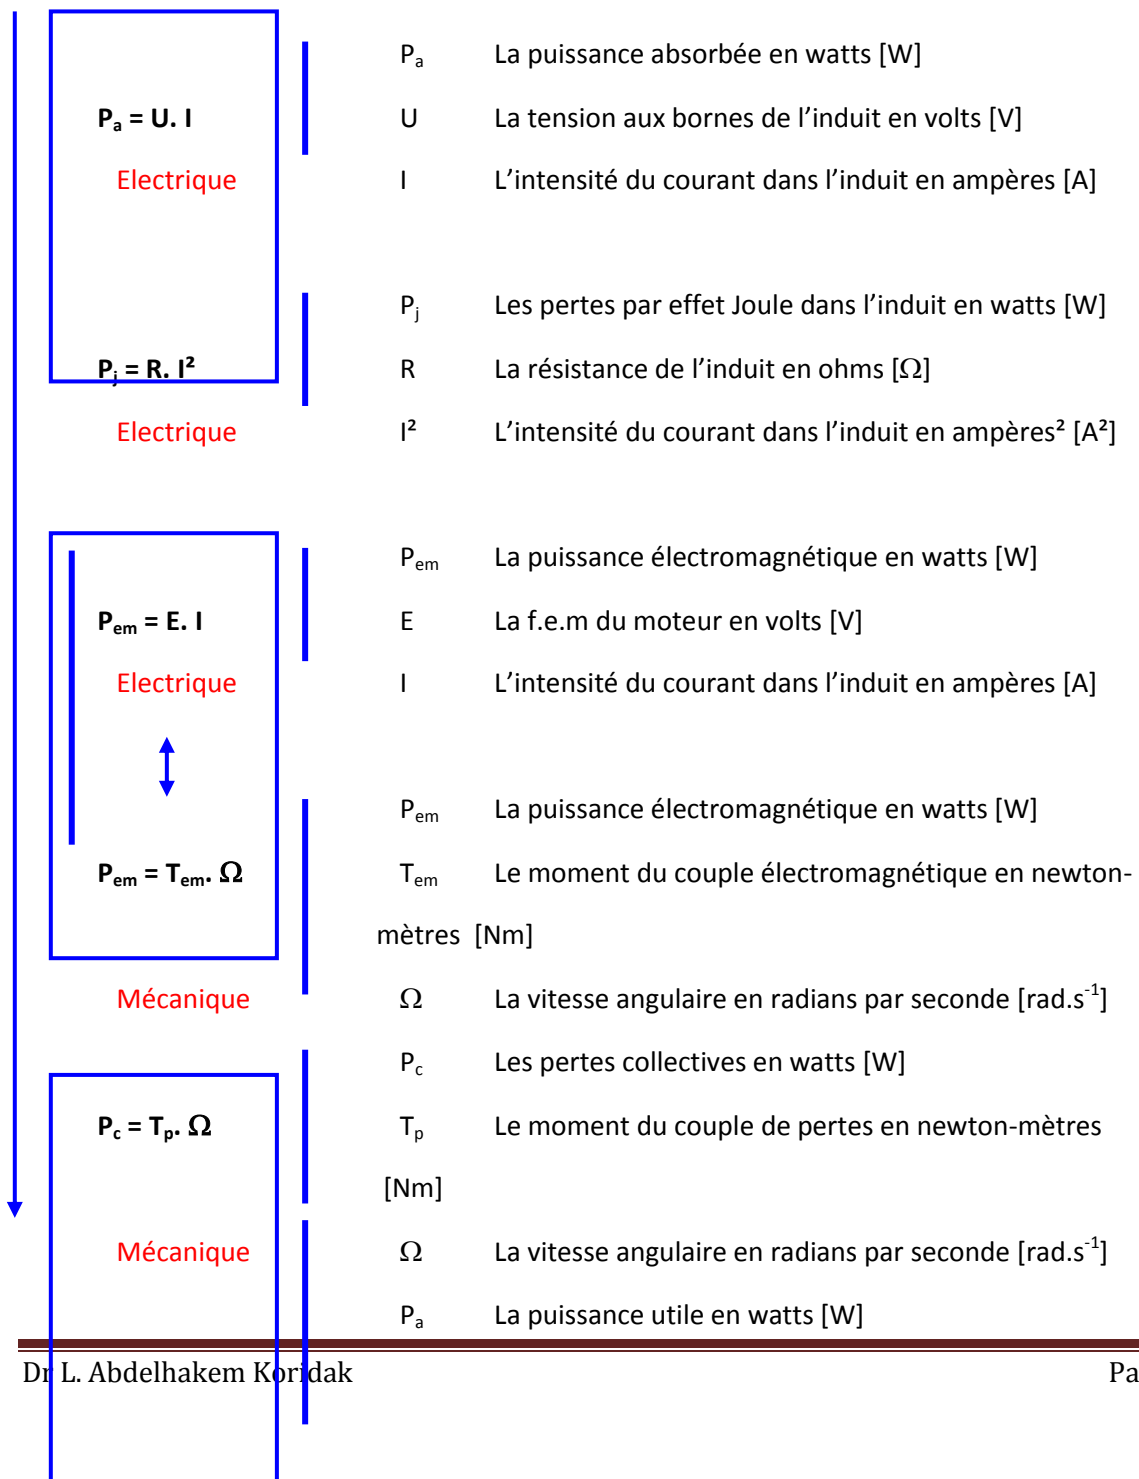 Pa La puissance absorbée en watts [W]
Pa = U. I U La tension aux bornes de l’induit en volts [V]
Electrique I L’intensité du courant dans l’induit en ampères [A]
Pj Les pertes par effet Joule dans l’induit en watts [W]
Pj = R. I² R La résistance de l’induit en ohms [Ω]
Electrique I² L’intensité du courant dans l’induit en ampères² [A²]
Pem La puissance électromagnétique en watts [W]
Pem = E. I E La f.e.m du moteur en volts [V]
Electrique I L’intensité du courant dans l’induit en ampères [A]
Pem La puissance électromagnétique en watts [W]
Pem = Tem. Ω Tem Le moment du couple électromagnétique en newton-
mètres [Nm]
Mécanique Ω La vitesse angulaire en radians par seconde [rad.s-1]
Pc Les pertes collectives en watts [W]
Pc = Tp. Ω Tp Le moment du couple de pertes en newton-mètres
[Nm]
Mécanique Ω La vitesse angulaire en radians par seconde [rad.s-1]
Pa La puissance utile en watts [W]
Dr L. Abdelhakem Koridak Pa